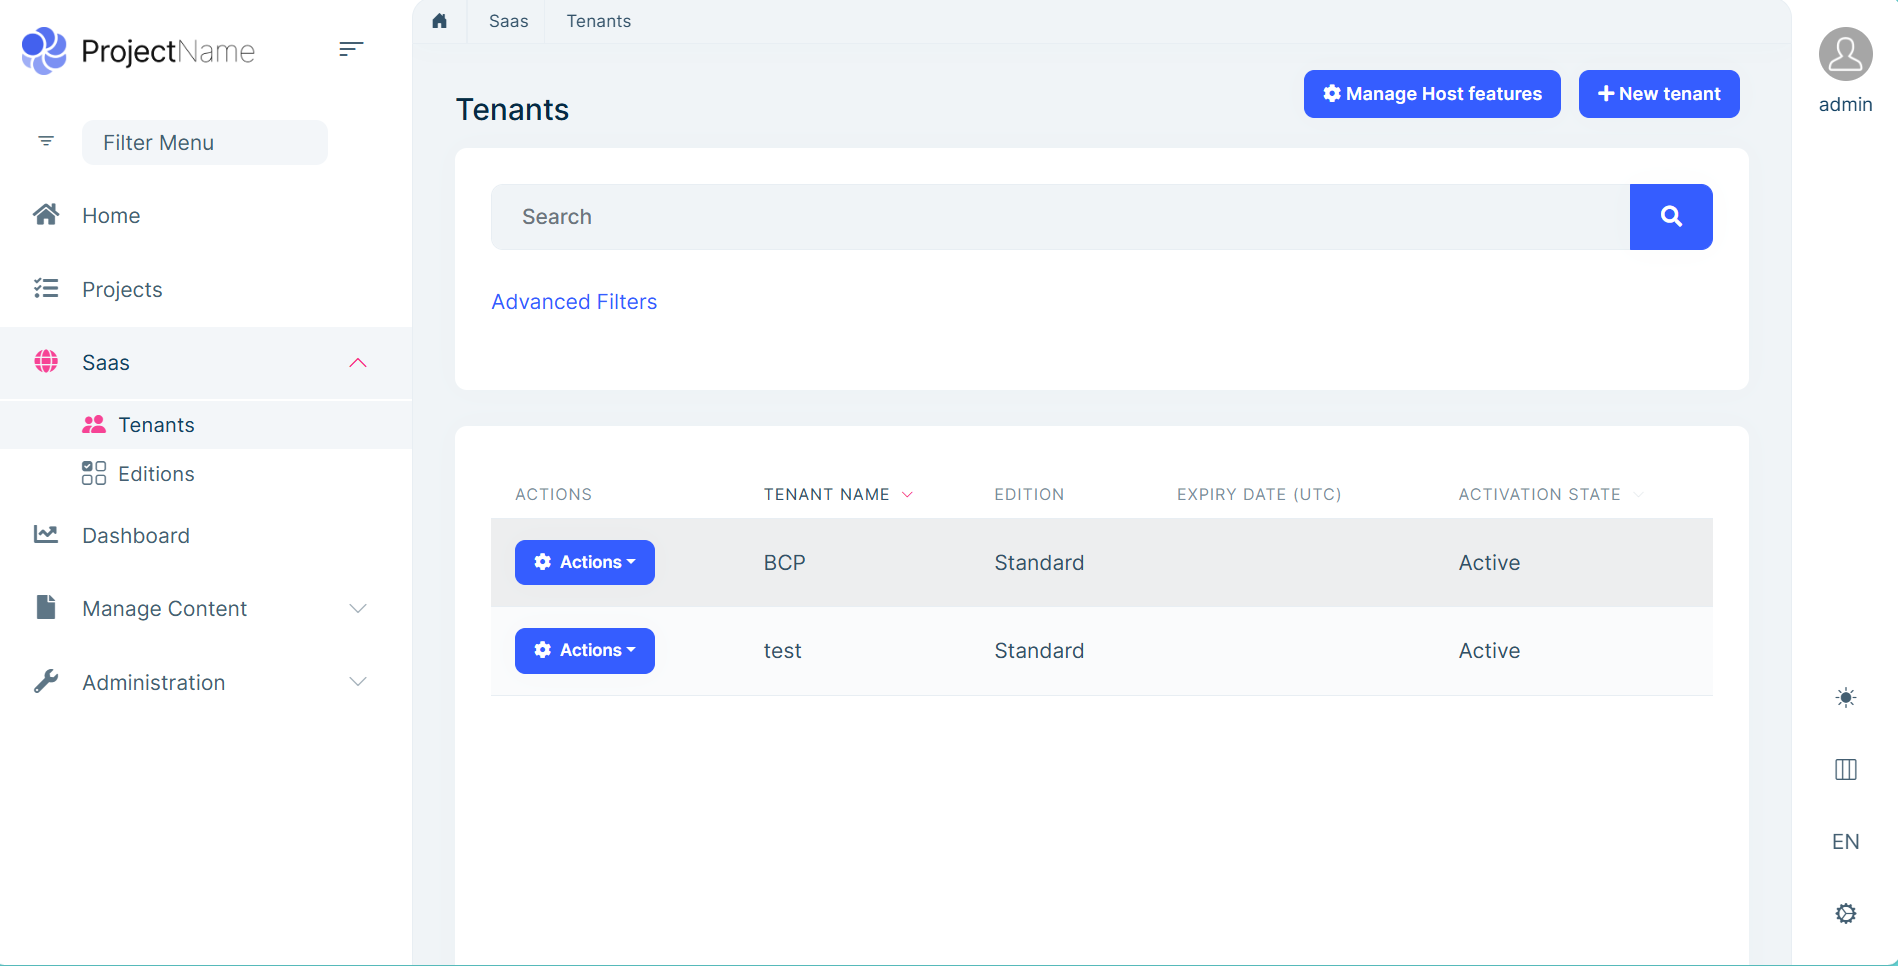 ProjectName
Filter Menu
Home
Projects
Saas
Tenants
Editions
Dashboard
Manage Content
Administration
Saas
Tenants
Tenants
Manage Host features
New tenant
Search
Advanced Filters
ACTIONS
TENANT NAME
EDITION
EXPIRY DATE (UTC)
ACTIVATION STATE
Actions
BCP
Standard
Active
Actions
test
Standard
Active
admin
EN